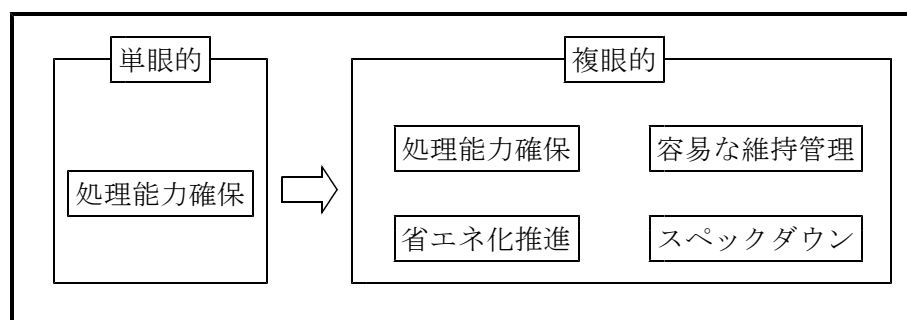 単眼的
複眼的
処理能力確保
処理能力確保
容易な維持管理
省エネ化推進
スペックダウン